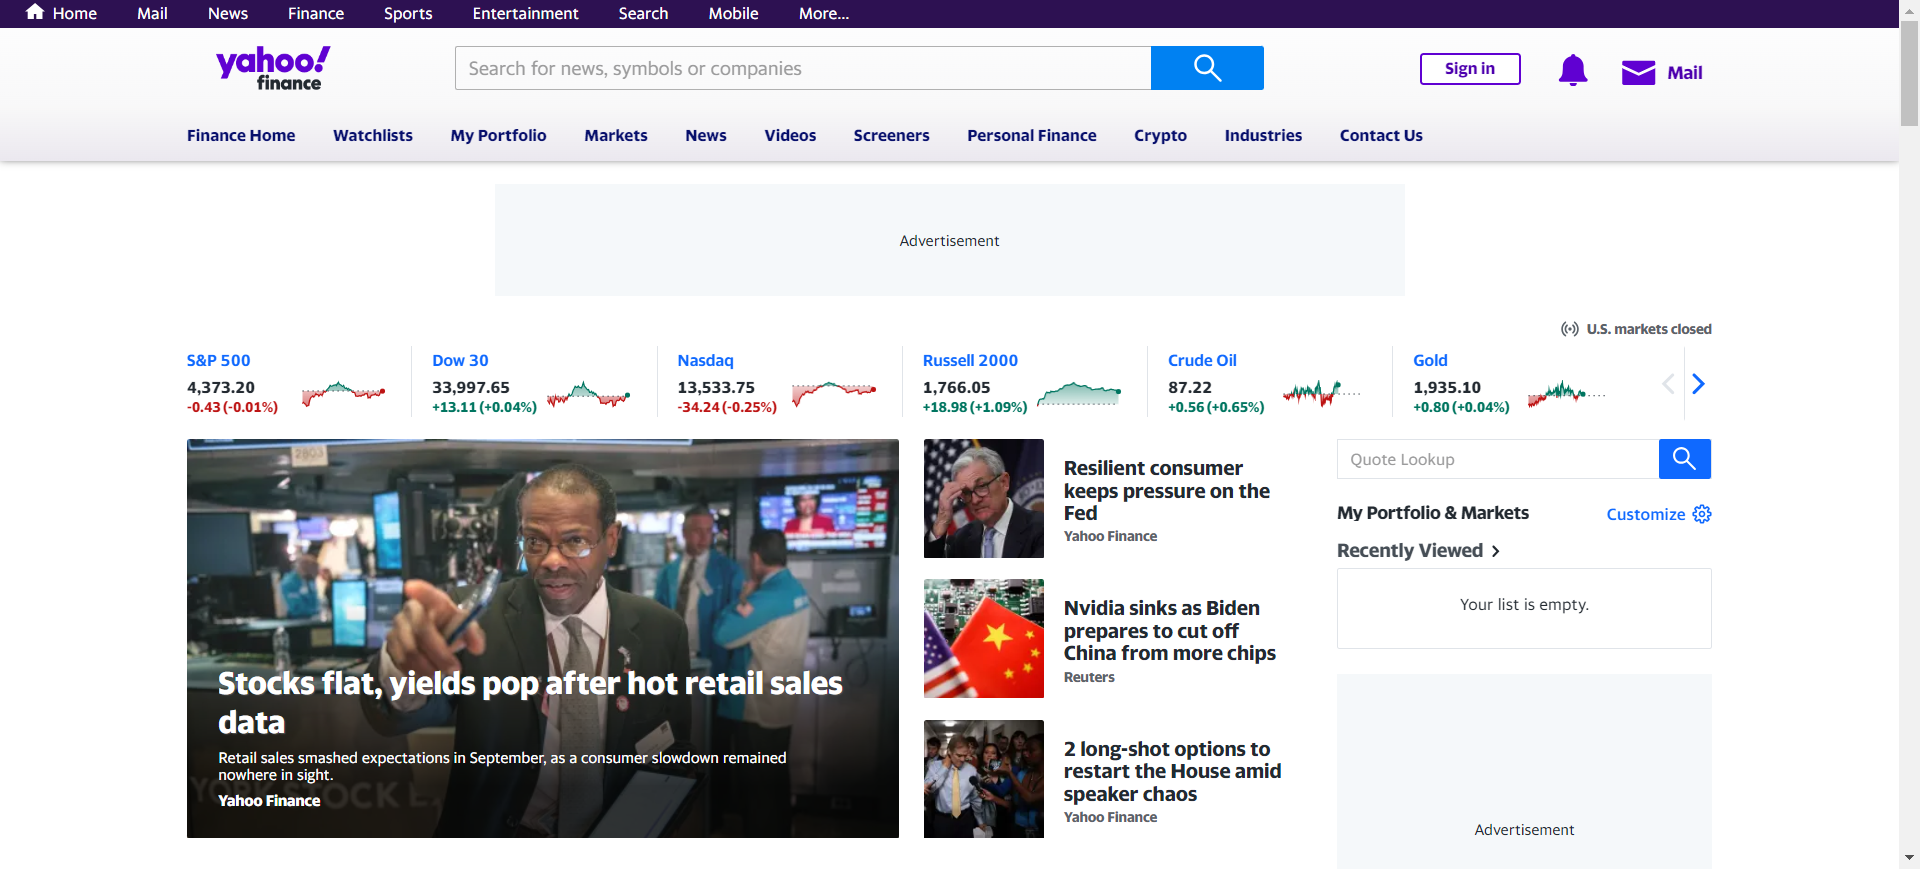 Home Mail News Finance Sports Entertainment Search Mobile More...
yahoo!
finance
Search for news, symbols or companies
Sign in
Mail
Finance Home Watchlists My Portfolio Markets News Videos Screeners Personal Finance Crypto Industries Contact Us
Advertisement
U.S. markets closed
S&P 500
4,373.20
-0.43 (-0.01%)
Dow 30
33,997.65
+13.11 (+0.04%)
Nasdaq
13,533.75
-34.24 (-0.25%)
Russell 2000
1,766.05
+18.98 (+1.09%)
Crude Oil
87.22
+0.56 (+0.65%)
Gold
1,935.10
+0.80 (+0.04%)
2803
Stocks flat, yields pop after hot retail sales
data
Retail sales smashed expectations in September, as a consumer slowdown remained
nowhere in sight.
Yahoo Finance
Resilient consumer
keeps pressure on the
Fed
Yahoo Finance
Nvidia sinks as Biden
prepares to cut off
China from more chips
Reuters
2 long-shot options to
restart the House amid
speaker chaos
Yahoo Finance
Quote Lookup
My Portfolio & Markets
Customize
Recently Viewed
Your list is empty.
Advertisement